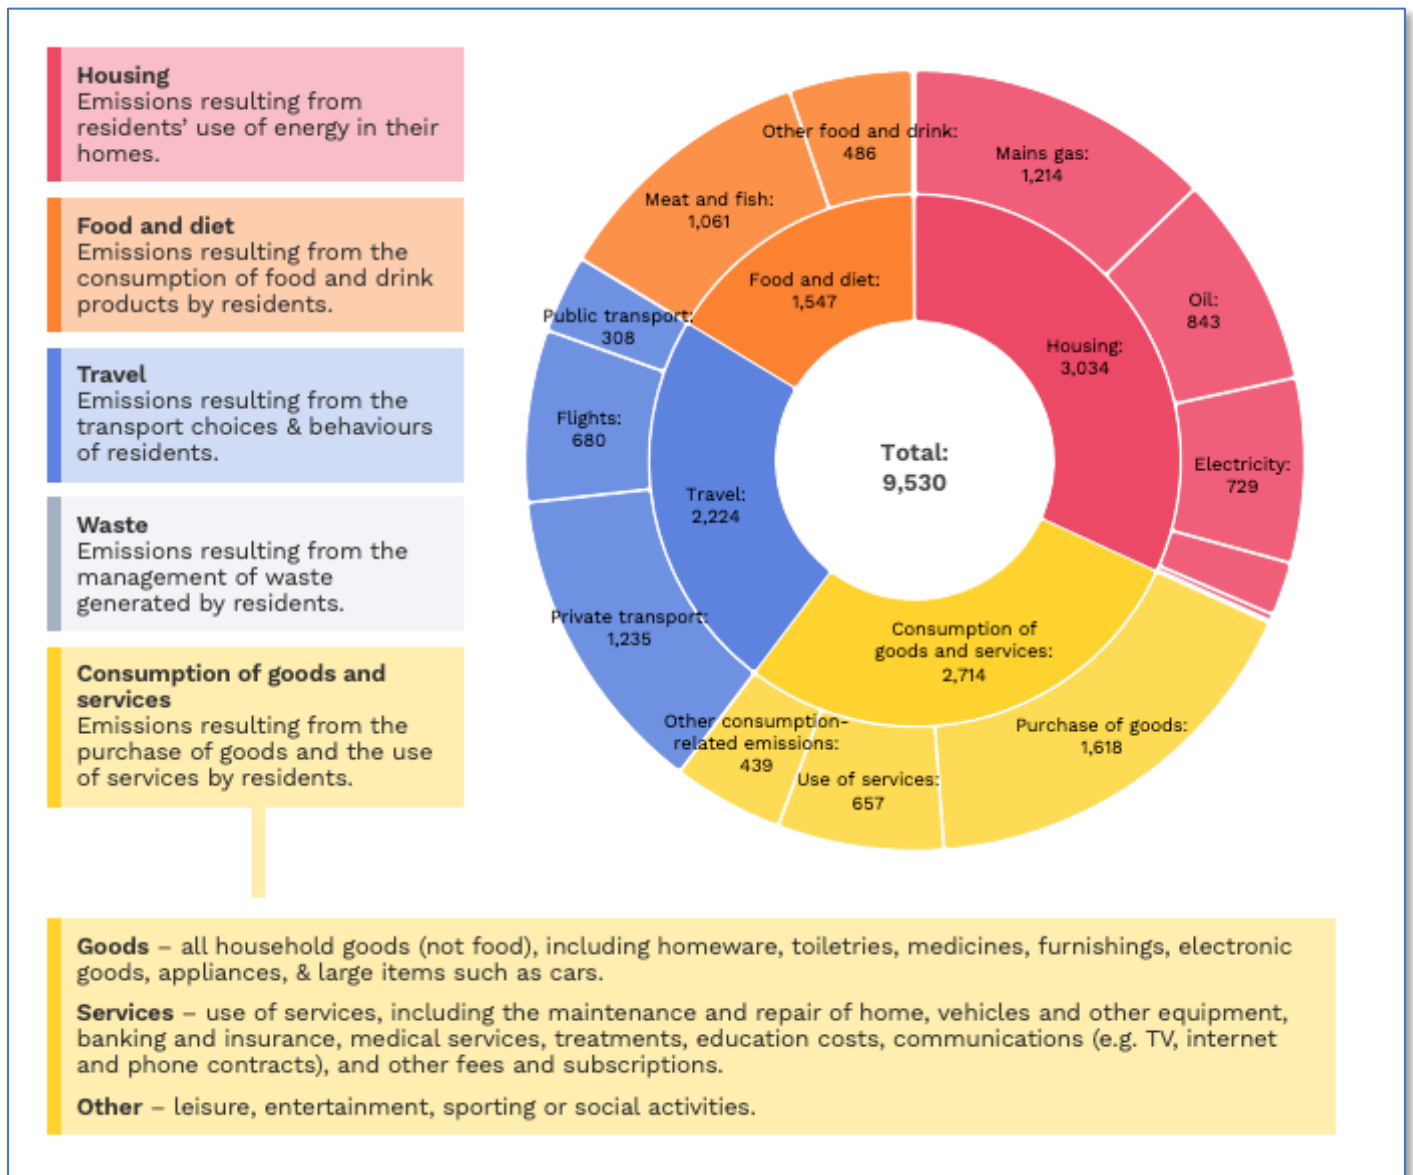 Housing
Emissions resulting from
residents’ use of energy in their
homes.
Food and diet
Emissions resulting from the
consumption of food and drink
products by residents.
Travel
Emissions resulting from the
transport choices & behaviours
of residents.
Waste
Emissions resulting from the
management of waste
generated by residents.
Consumption of goods and
services
Emissions resulting from the
purchase of goods and the use
of services by residents.
Other food and drink:
486
Mains gas:
1,214
Meat and fish:
1,061
Food and diet:
1,547
Oil:
843
Public transport:
308
Housing:
3,034
Flights:
680
Total:
9,530
Electricity:
729
Travel:
2,224
Private transport:
1,235
Consumption of
goods and services:
2,714
Other consumption-
related emissions:
439
Use of services:
657
Purchase of goods:
1,618
Goods – all household goods (not food), including homeware, toiletries, medicines, furnishings, electronic
goods, appliances, & large items such as cars.
Services – use of services, including the maintenance and repair of home, vehicles and other equipment,
banking and insurance, medical services, treatments, education costs, communications (e.g. TV, internet
and phone contracts), and other fees and subscriptions.
Other – leisure, entertainment, sporting or social activities.